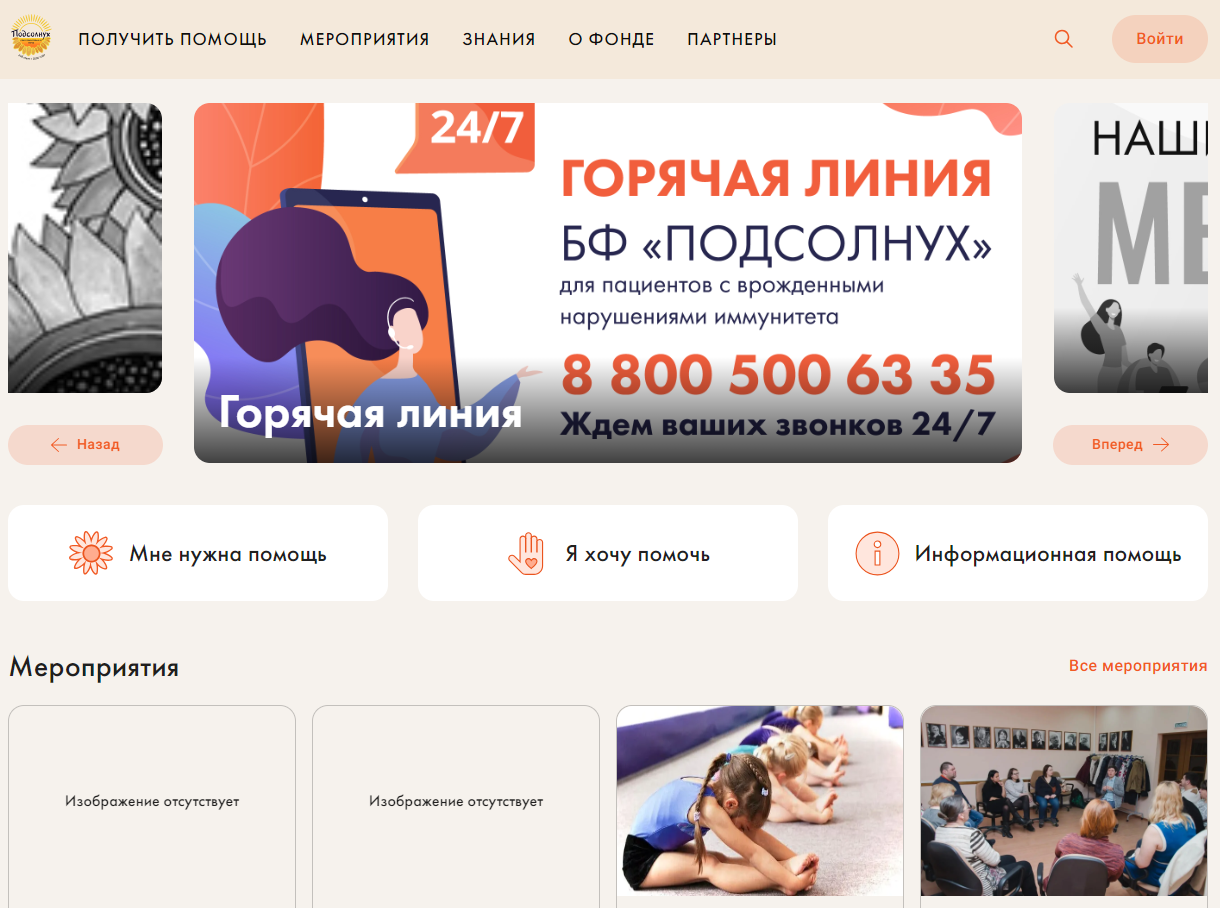 Подсолнух
ПОЛУЧИТЬ ПОМОЩЬ
МЕРОПРИЯТИЯ
ЗНАНИЯ
О ФОНДЕ
ПАРТНЕРЫ
Войти
24/7
ГОРЯЧАЯ ЛИНИЯ
БФ «ПОДСОЛНУХ»
для пациентов с врожденными
нарушениями иммунитета
8 800 500 63 35
Ждем ваших звонков 24/7
Горячая линия
НАШ
МЕ
Назад
Вперед
Мне нужна помощь
Я хочу помочь
Информационная помощь
Мероприятия
Все мероприятия
Изображение отсутствует
Изображение отсутствует